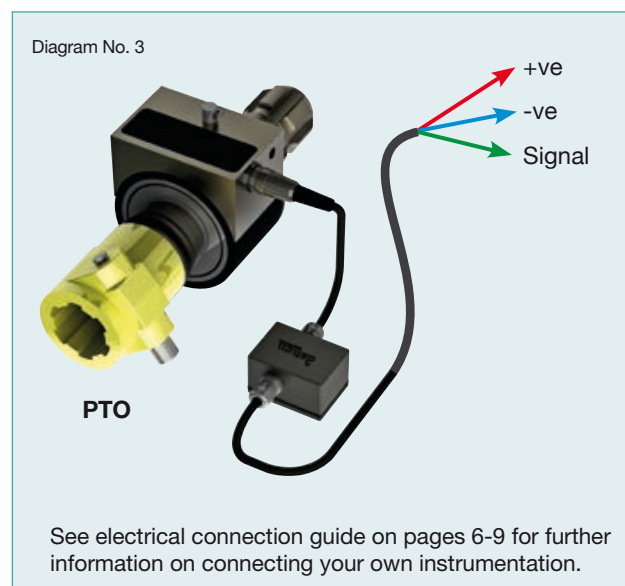 Diagram No. 3
+ve
-ve
Signal
PTO
See electrical connection guide on pages 6-9 for further
information on connecting your own instrumentation.